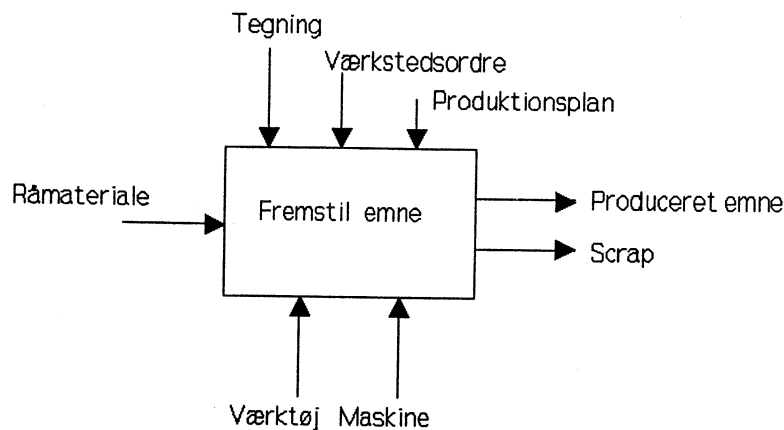 Tegning
Værkstedsordre
Produktionsplan
Råmateriale
Fremstil emne
Produceret emne
Scrap
Værktøj
Maskine